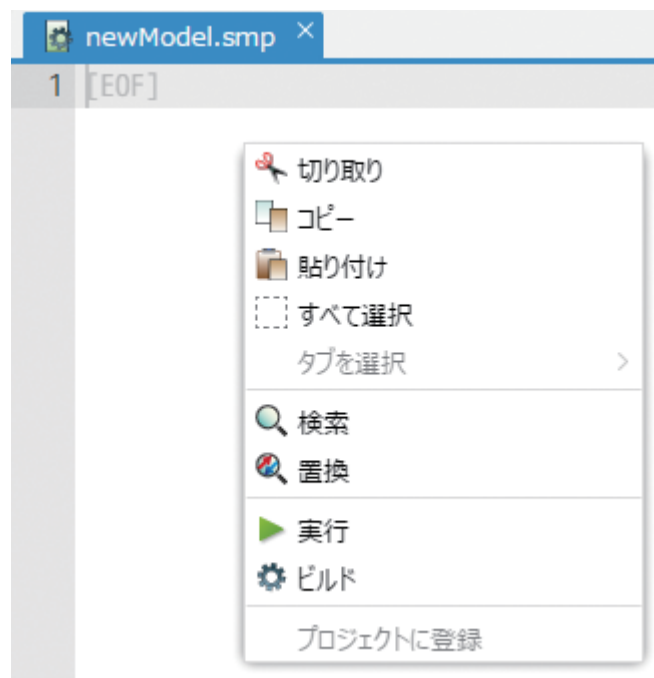 newModel.smp ×
1 [EOF]
切り取り
コピー
貼り付け
すべて選択
タブを選択 >
検索
置換
実行
ビルド
プロジェクトに登録